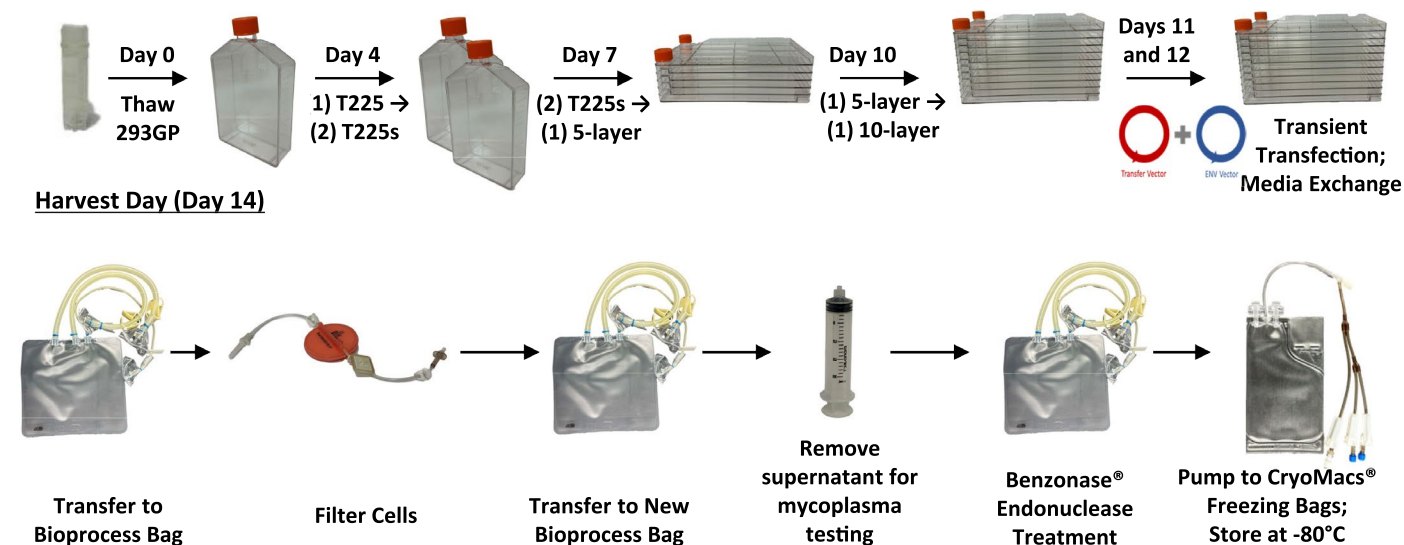 Day 0
Thaw
293GP
Day 4
1) T225 →
(2) T225s
Day 7
(2) T225s →
(1) 5-layer
Day 10
(1) 5-layer →
(1) 10-layer
Days 11
and 12
Transfer Vector
ENV Vector
Transient
Transfection;
Media Exchange
Harvest Day (Day 14)
Transfer to
Bioprocess Bag
Filter Cells
Transfer to New
Bioprocess Bag
Remove
supernatant for
mycoplasma
testing
Benzonase®
Endonuclease
Treatment
Pump to CryoMacs®
Freezing Bags;
Store at -80°C